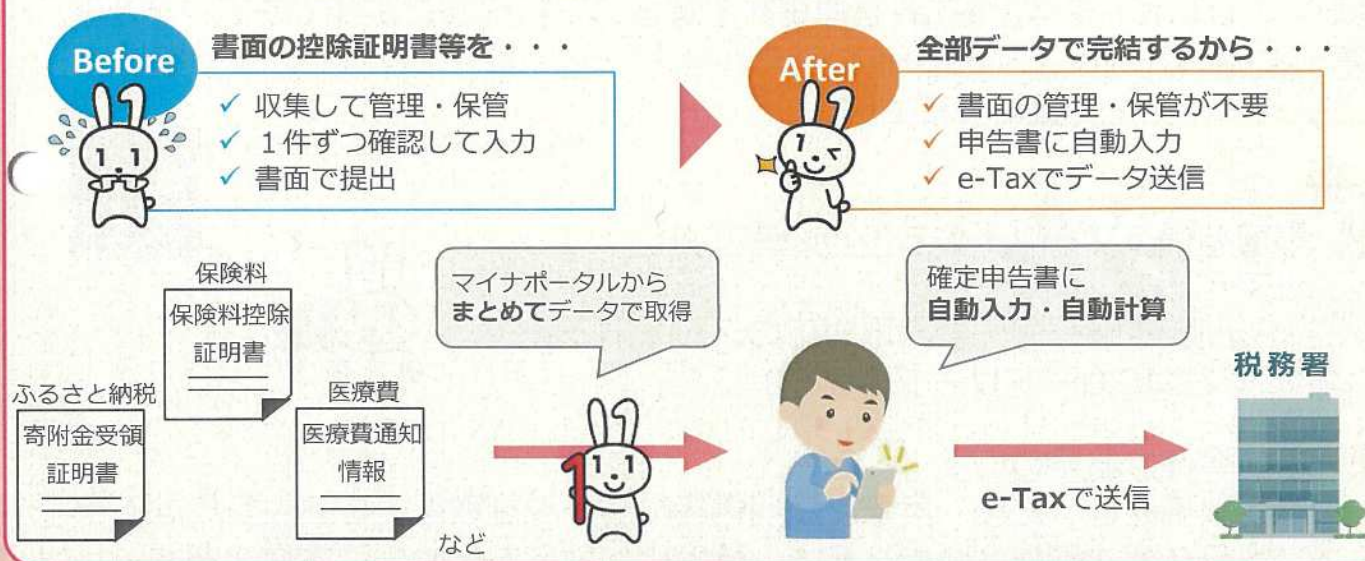 Before
書面の控除証明書等を・・・
✓ 収集して管理・保管
✓ 1件ずつ確認して入力
✓ 書面で提出
After
全部データで完結するから・・・
✓ 書面の管理・保管が不要
✓ 申告書に自動入力
✓ e-Taxでデータ送信
保険料
保険料控除
証明書
ふるさと納税
寄附金受領
証明書
医療費
医療費通知
情報
など
マイナポータルから
まとめてデータで取得
1
確定申告書に
自動入力・自動計算
e-Taxで送信
税務署